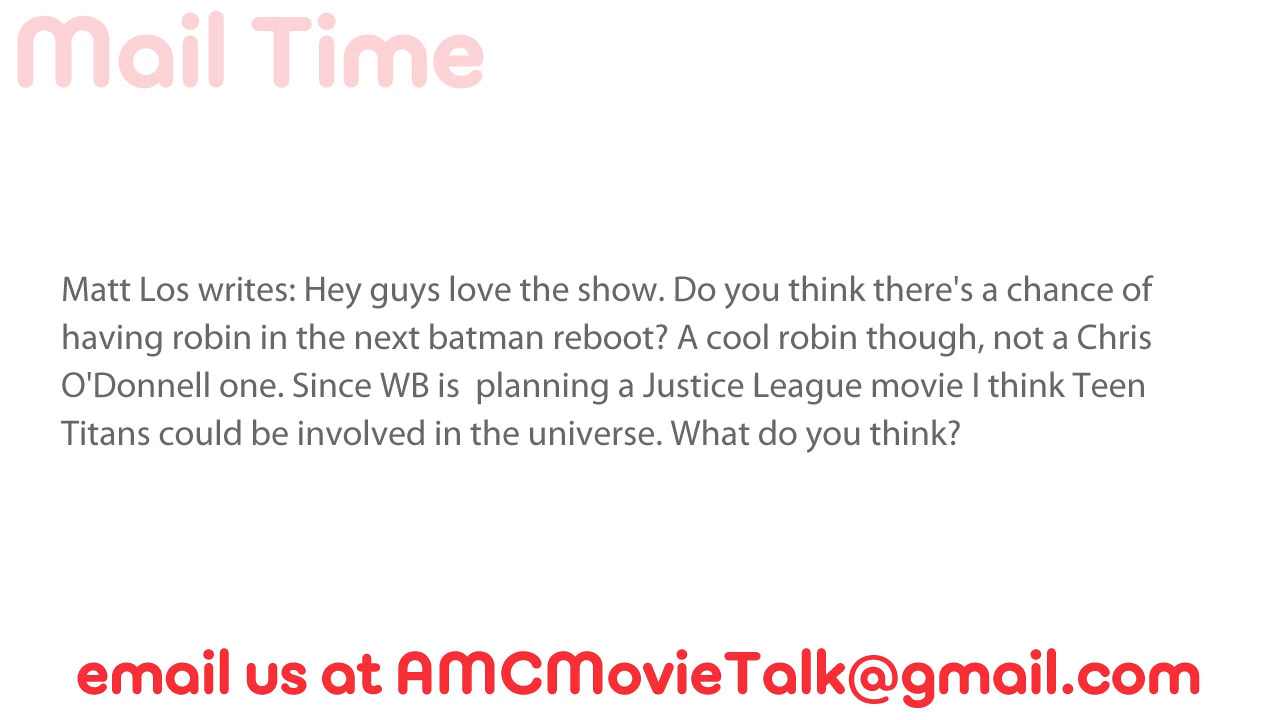 Mail Time
Matt Los writes: Hey guys love the show. Do you think there's a chance of
having robin in the next batman reboot? A cool robin though, not a Chris
O'Donnell one. Since WB is  planning a Justice League movie I think Teen
Titans could be involved in the universe. What do you think?
email us at AMCMovieTalk@gmail.com